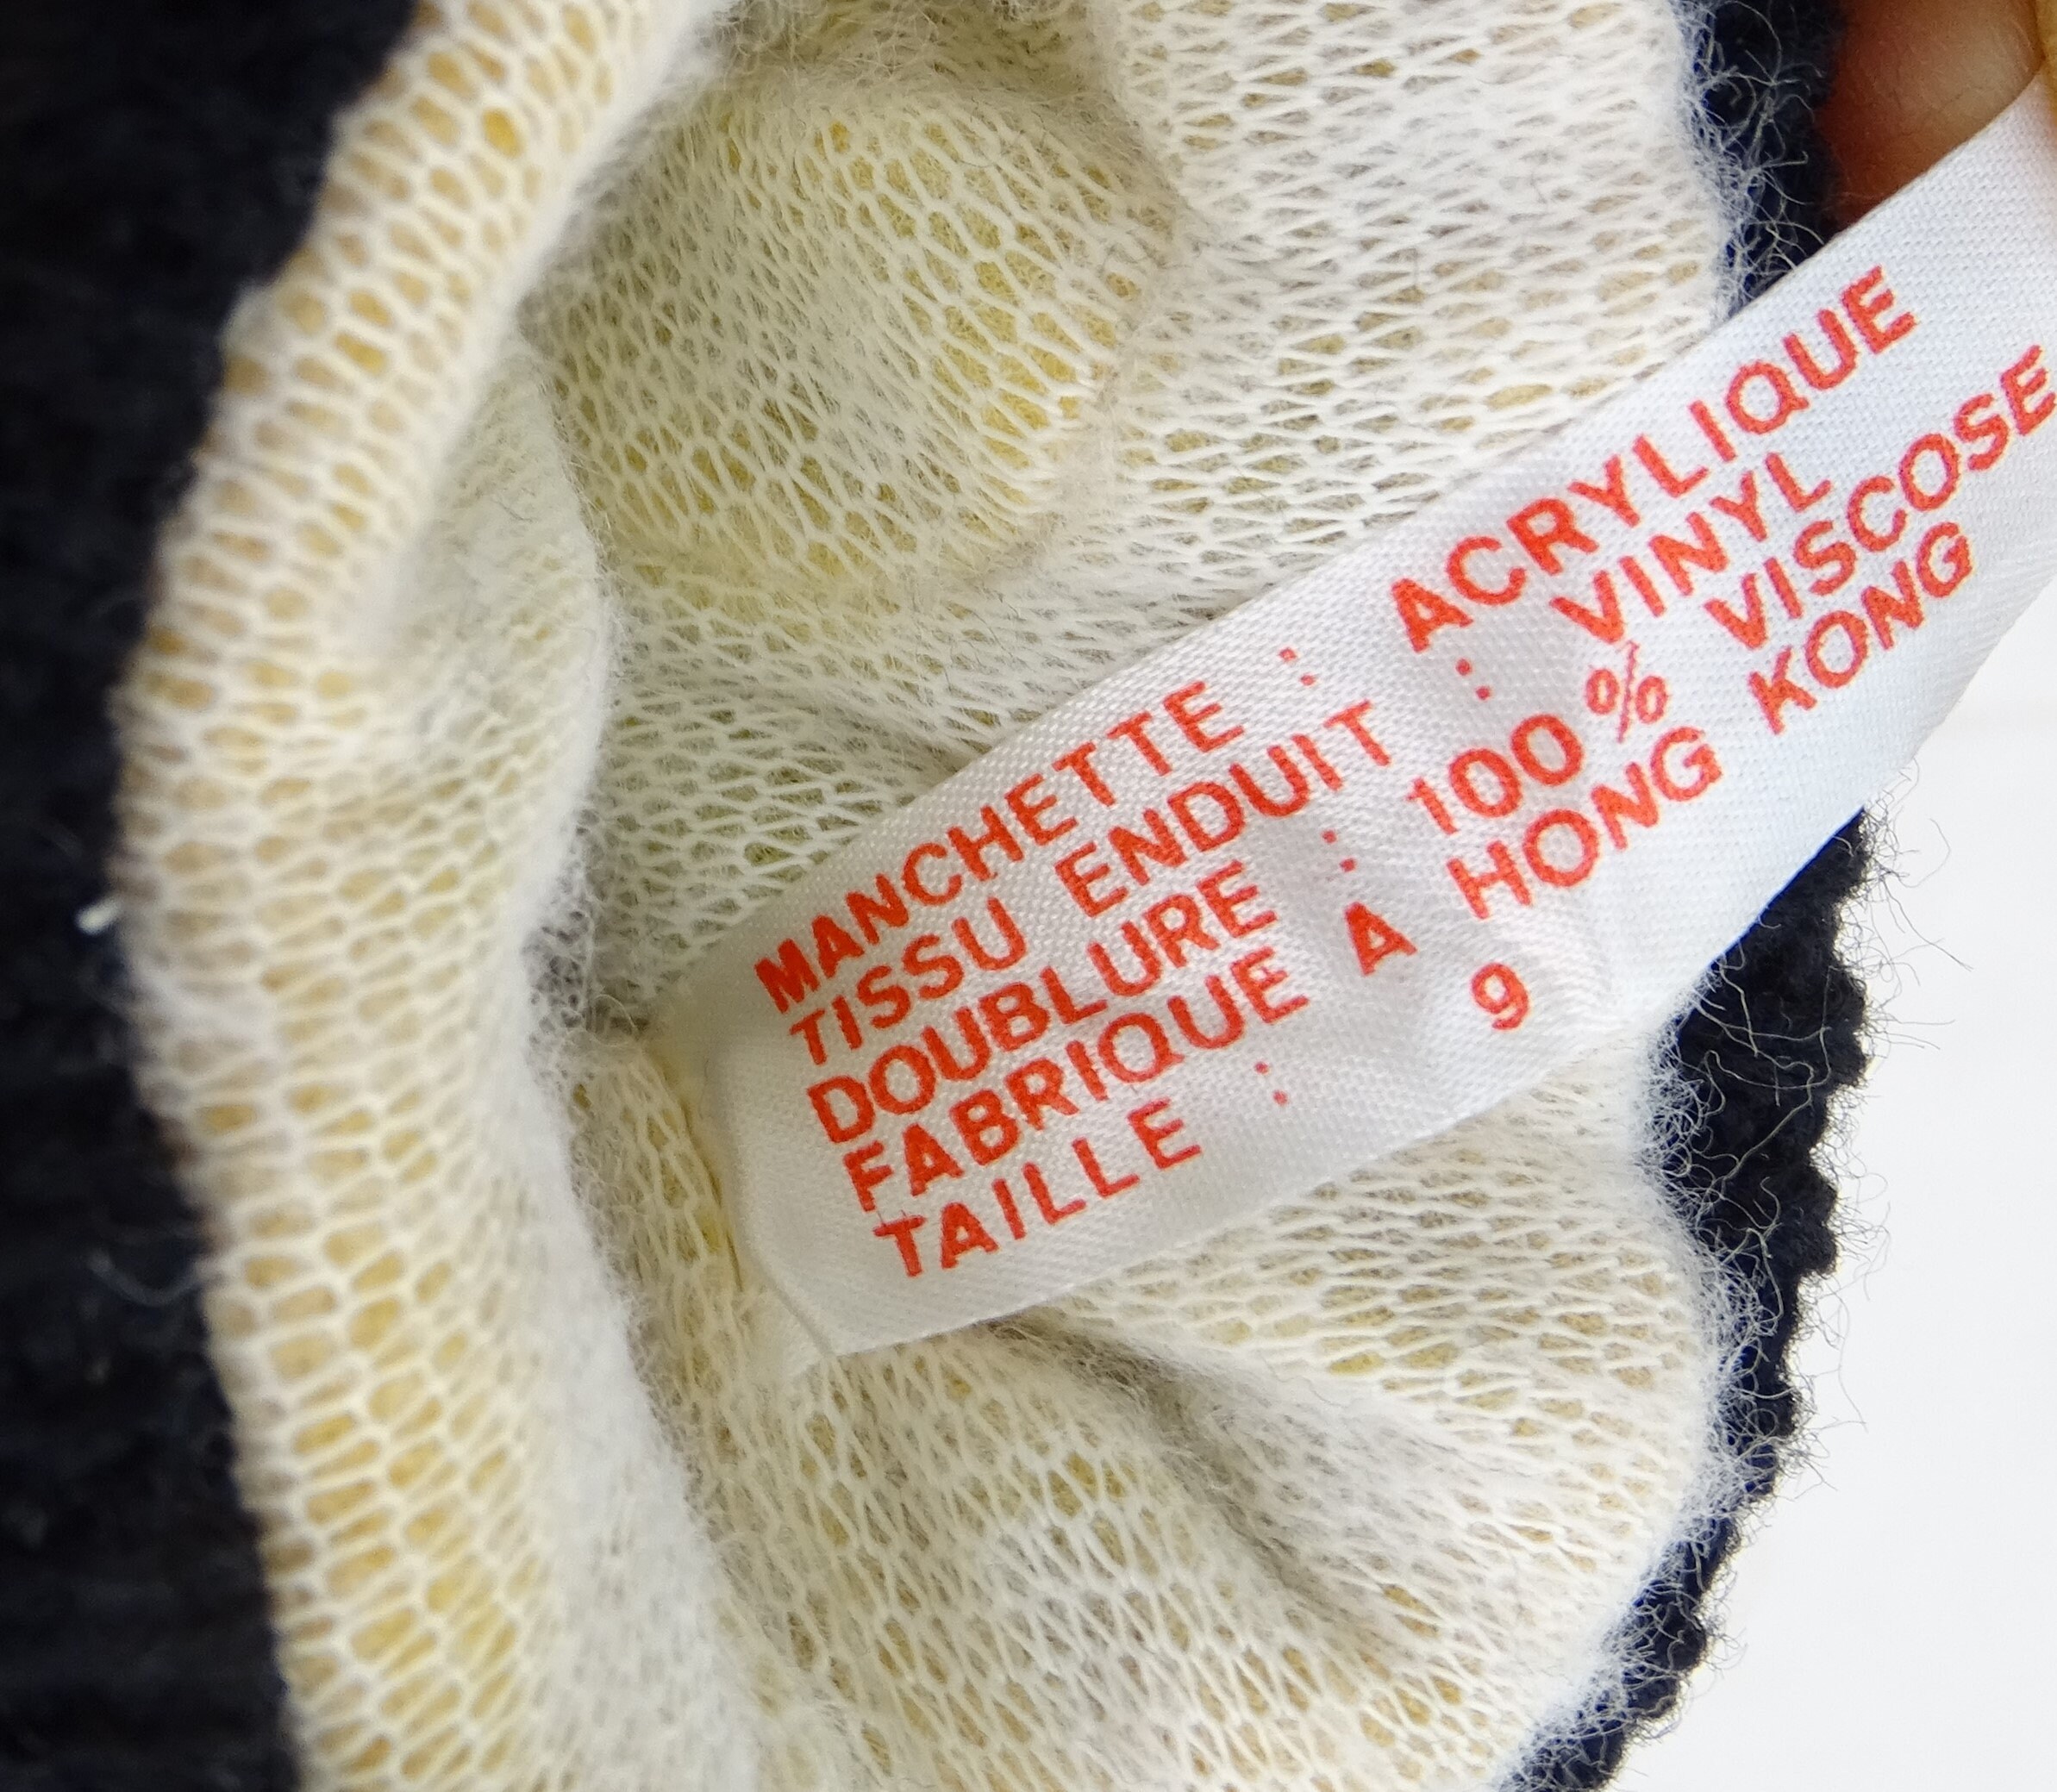 MANCHETTE : ACRYLIQUE
TISSU ENDUIT : VINYL
DOUBLURE : 100% VISCOSE
FABRIQUE A HONG KONG
TAILLE : 9